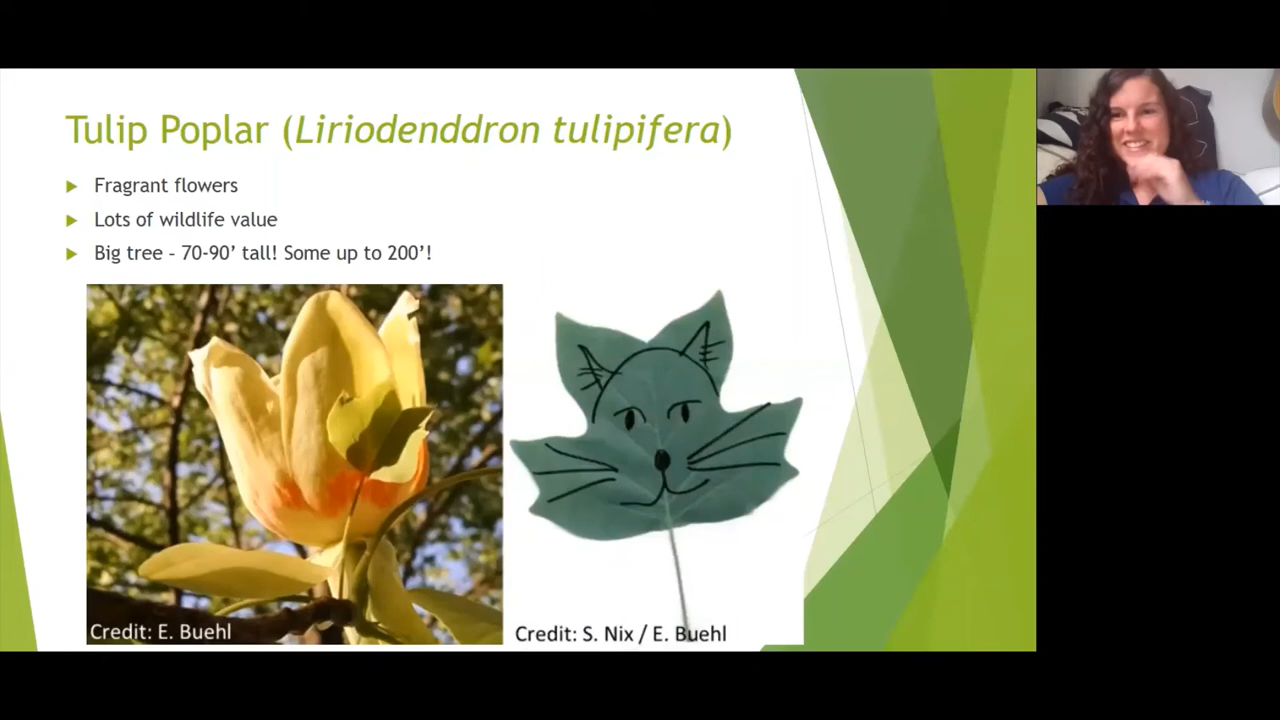 Tulip Poplar (Liriodenddron tulipifera)
Fragrant flowers
Lots of wildlife value
Big tree – 70-90’ tall! Some up to 200’!
Credit: E. Buehl
Credit: S. Nix / E. Buehl